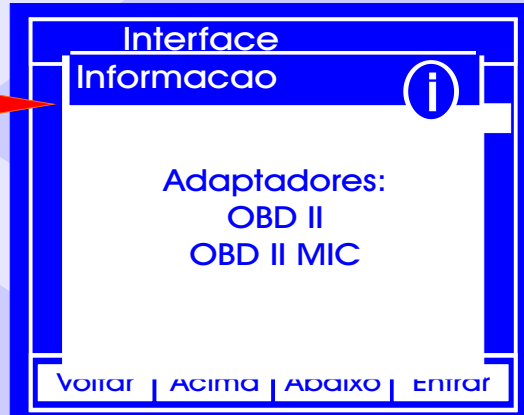 Interface
Informacao
i
Adaptadores:
OBD II
OBD II MIC
Voltar Acima Abaixo Entrar